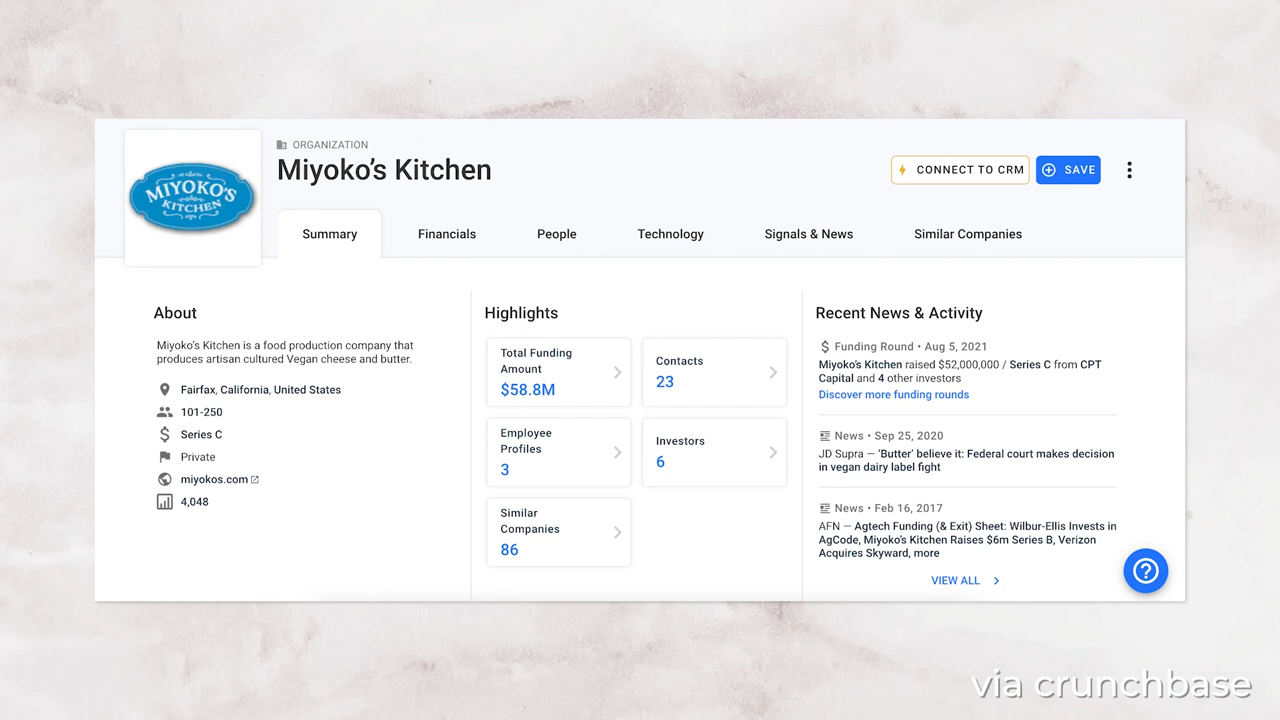 MIYOKO'S
KITCHEN
ORGANIZATION
Miyoko's Kitchen
CONNECT TO CRM
SAVE
Summary
Financials
People
Technology
Signals & News
Similar Companies
About
Miyoko's Kitchen is a food production company that
produces artisan cultured Vegan cheese and butter.
Fairfax, California, United States
101-250
Series C
Private
miyokos.com
4,048
Highlights
Total Funding
Amount
$58.8M
Contacts
23
Employee
Profiles
3
Investors
6
Similar
Companies
86
Recent News & Activity
Funding Round • Aug 5, 2021
Miyoko's Kitchen raised $52,000,000 / Series C from CPT
Capital and 4 other investors
Discover more funding rounds
News • Sep 25, 2020
JD Supra — 'Butter' believe it: Federal court makes decision
in vegan dairy label fight
News • Feb 16, 2017
AFN — Agtech Funding (& Exit) Sheet: Wilbur-Ellis Invests in
AgCode, Miyoko's Kitchen Raises $6m Series B, Verizon
Acquires Skyward, more
VIEW ALL
via crunchbase